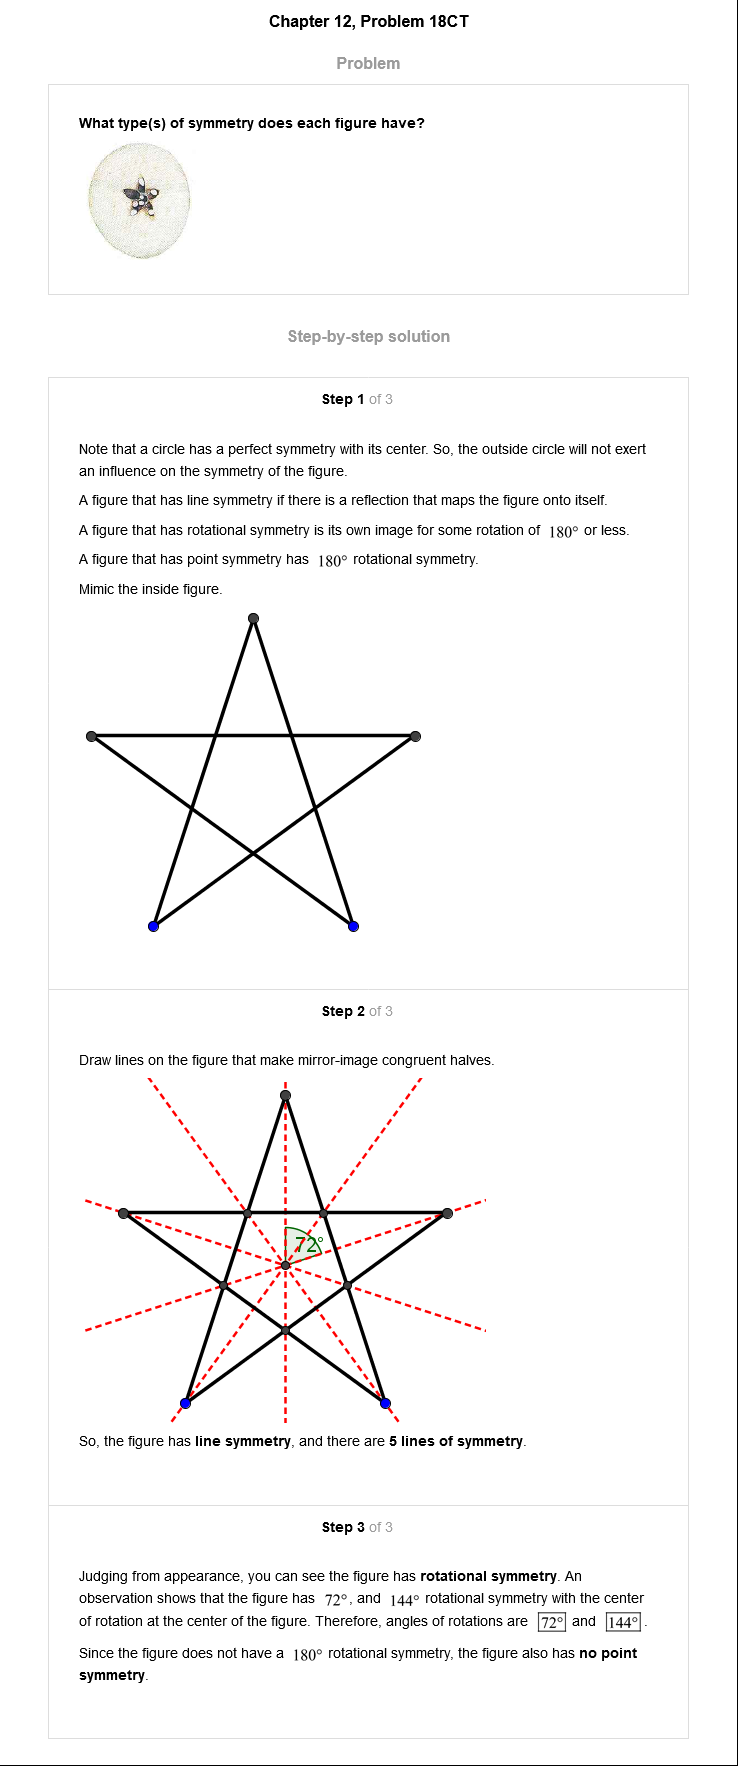 Chapter 12, Problem 18CT
Problem
What type(s) of symmetry does each figure have?
Step-by-step solution
Step 1 of 3
Note that a circle has a perfect symmetry with its center. So, the outside circle will not exert
an influence on the symmetry of the figure.
A figure that has line symmetry if there is a reflection that maps the figure onto itself.
A figure that has rotational symmetry is its own image for some rotation of 180° or less.
A figure that has point symmetry has 180° rotational symmetry.
Mimic the inside figure.
Step 2 of 3
Draw lines on the figure that make mirror-image congruent halves.
72°
So, the figure has line symmetry, and there are 5 lines of symmetry.
Step 3 of 3
Judging from appearance, you can see the figure has rotational symmetry. An
observation shows that the figure has 72°, and 144° rotational symmetry with the center
of rotation at the center of the figure. Therefore, angles of rotations are 72° and 144°.
Since the figure does not have a 180° rotational symmetry, the figure also has no point
symmetry.